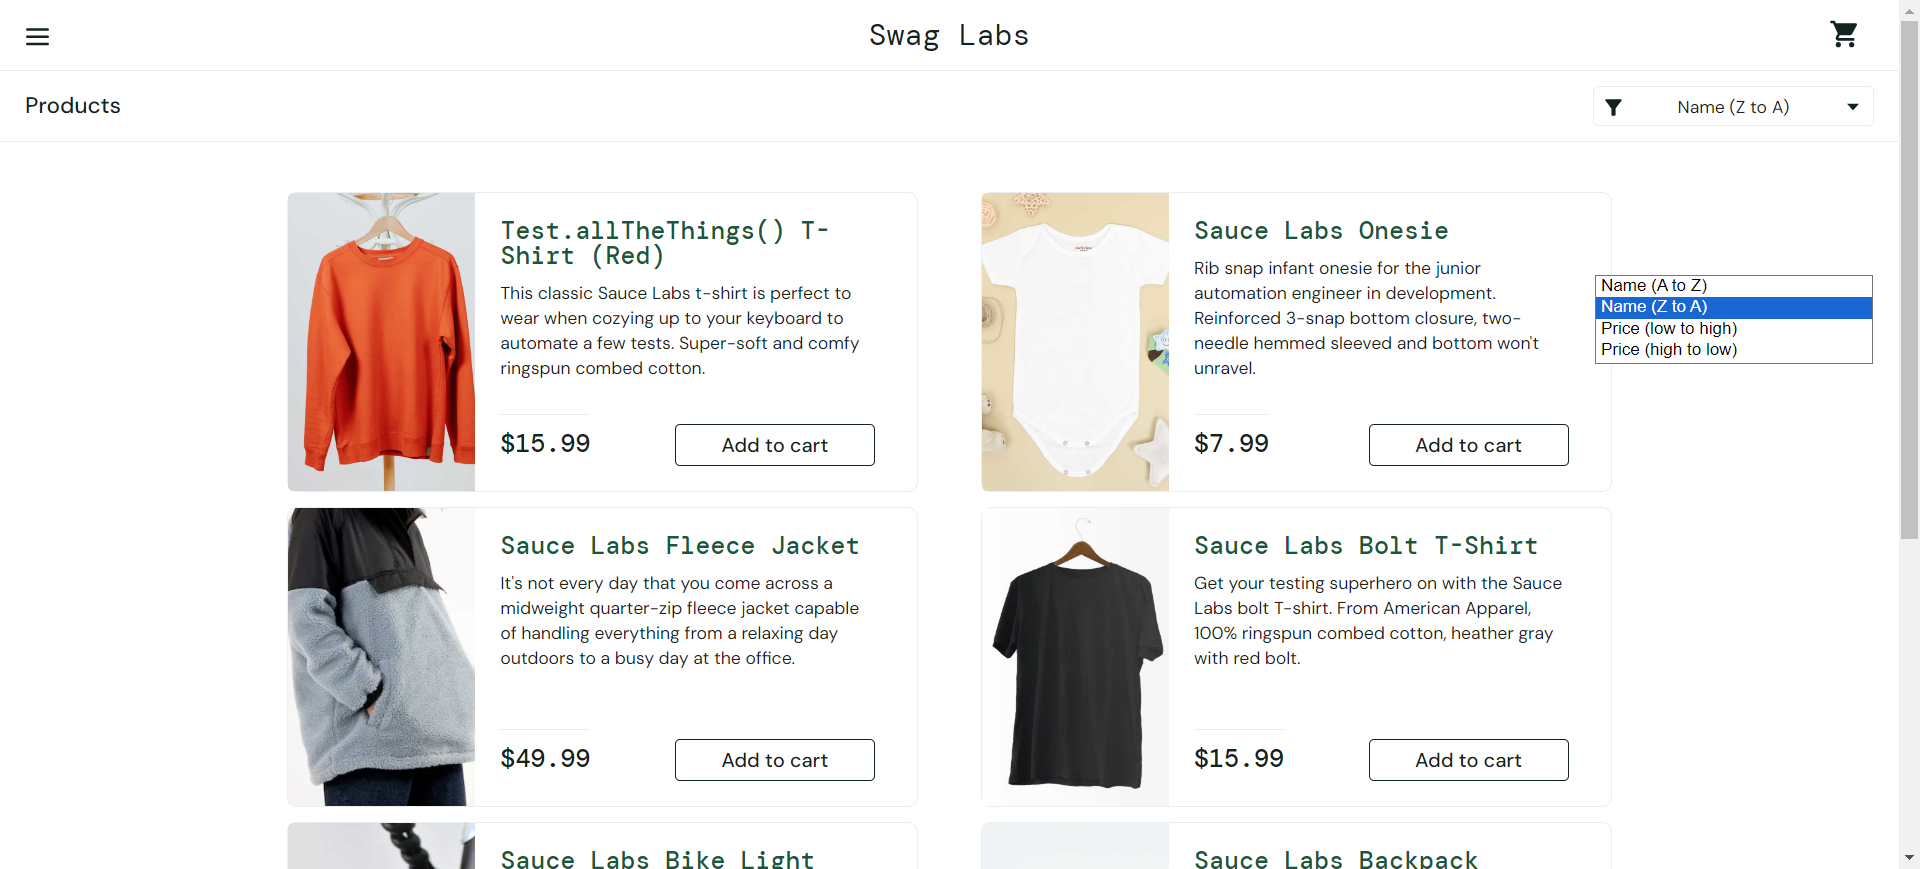 Swag Labs
Products
Name (Z to A)
Test.allTheThings() T-
Shirt (Red)
This classic Sauce Labs t-shirt is perfect to
wear when cozying up to your keyboard to
automate a few tests. Super-soft and comfy
ringspun combed cotton.
$15.99
Add to cart
Sauce Labs Onesie
Rib snap infant onesie for the junior
automation engineer in development.
Reinforced 3-snap bottom closure, two-
needle hemmed sleeved and bottom won't
unravel.
$7.99
Add to cart
Name (A to Z)
Name (Z to A)
Price (low to high)
Price (high to low)
Sauce Labs Fleece Jacket
It's not every day that you come across a
midweight quarter-zip fleece jacket capable
of handling everything from a relaxing day
outdoors to a busy day at the office.
$49.99
Add to cart
Sauce Labs Bolt T-Shirt
Get your testing superhero on with the Sauce
Labs bolt T-shirt. From American Apparel,
100% ringspun combed cotton, heather gray
with red bolt.
$15.99
Add to cart
Sauce Labs Bike Light
Sauce Labs Backpack